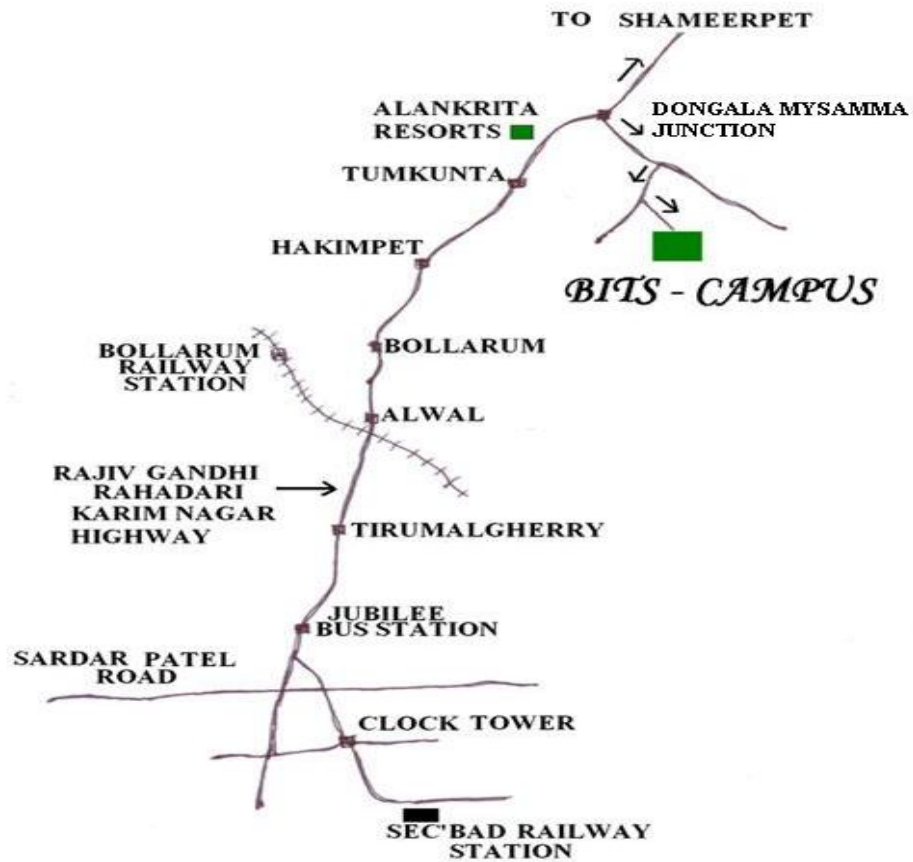 TO SHAMEERPET
ALANKRITA
RESORTS
DONGALA MYSAMMA
JUNCTION
TUMKUNTA
HAKIMPET
BITS - CAMPUS
BOLLARUM
BOLLARUM
RAILWAY
STATION
ALWAL
RAJIV GANDHI
RAHADARI
KARIM NAGAR
HIGHWAY
TIRUMALGHERRY
JUBILEE
BUS STATION
SARDAR PATEL
ROAD
CLOCK TOWER
SEC'BAD RAILWAY
STATION